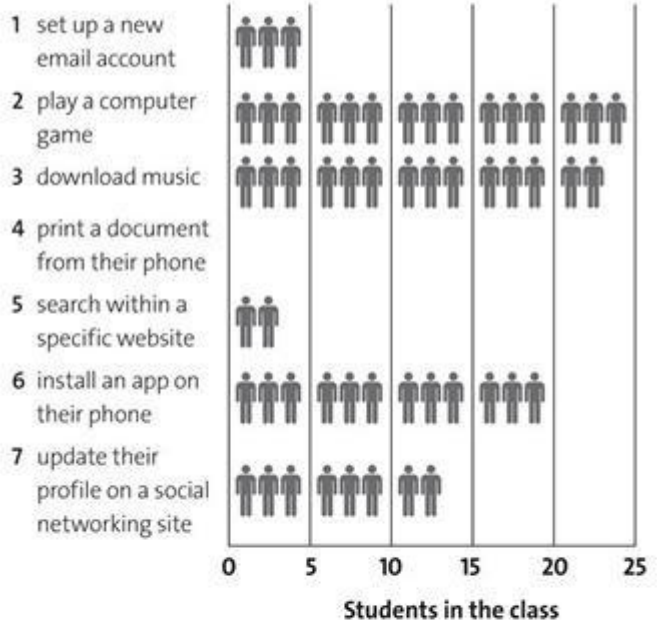 1 set up a new
email account
2 play a computer
game
3 download music
4 print a document
from their phone
5 search within a
specific website
6 install an app on
their phone
7 update their
profile on a social
networking site
0 5 10 15 20 25
Students in the class